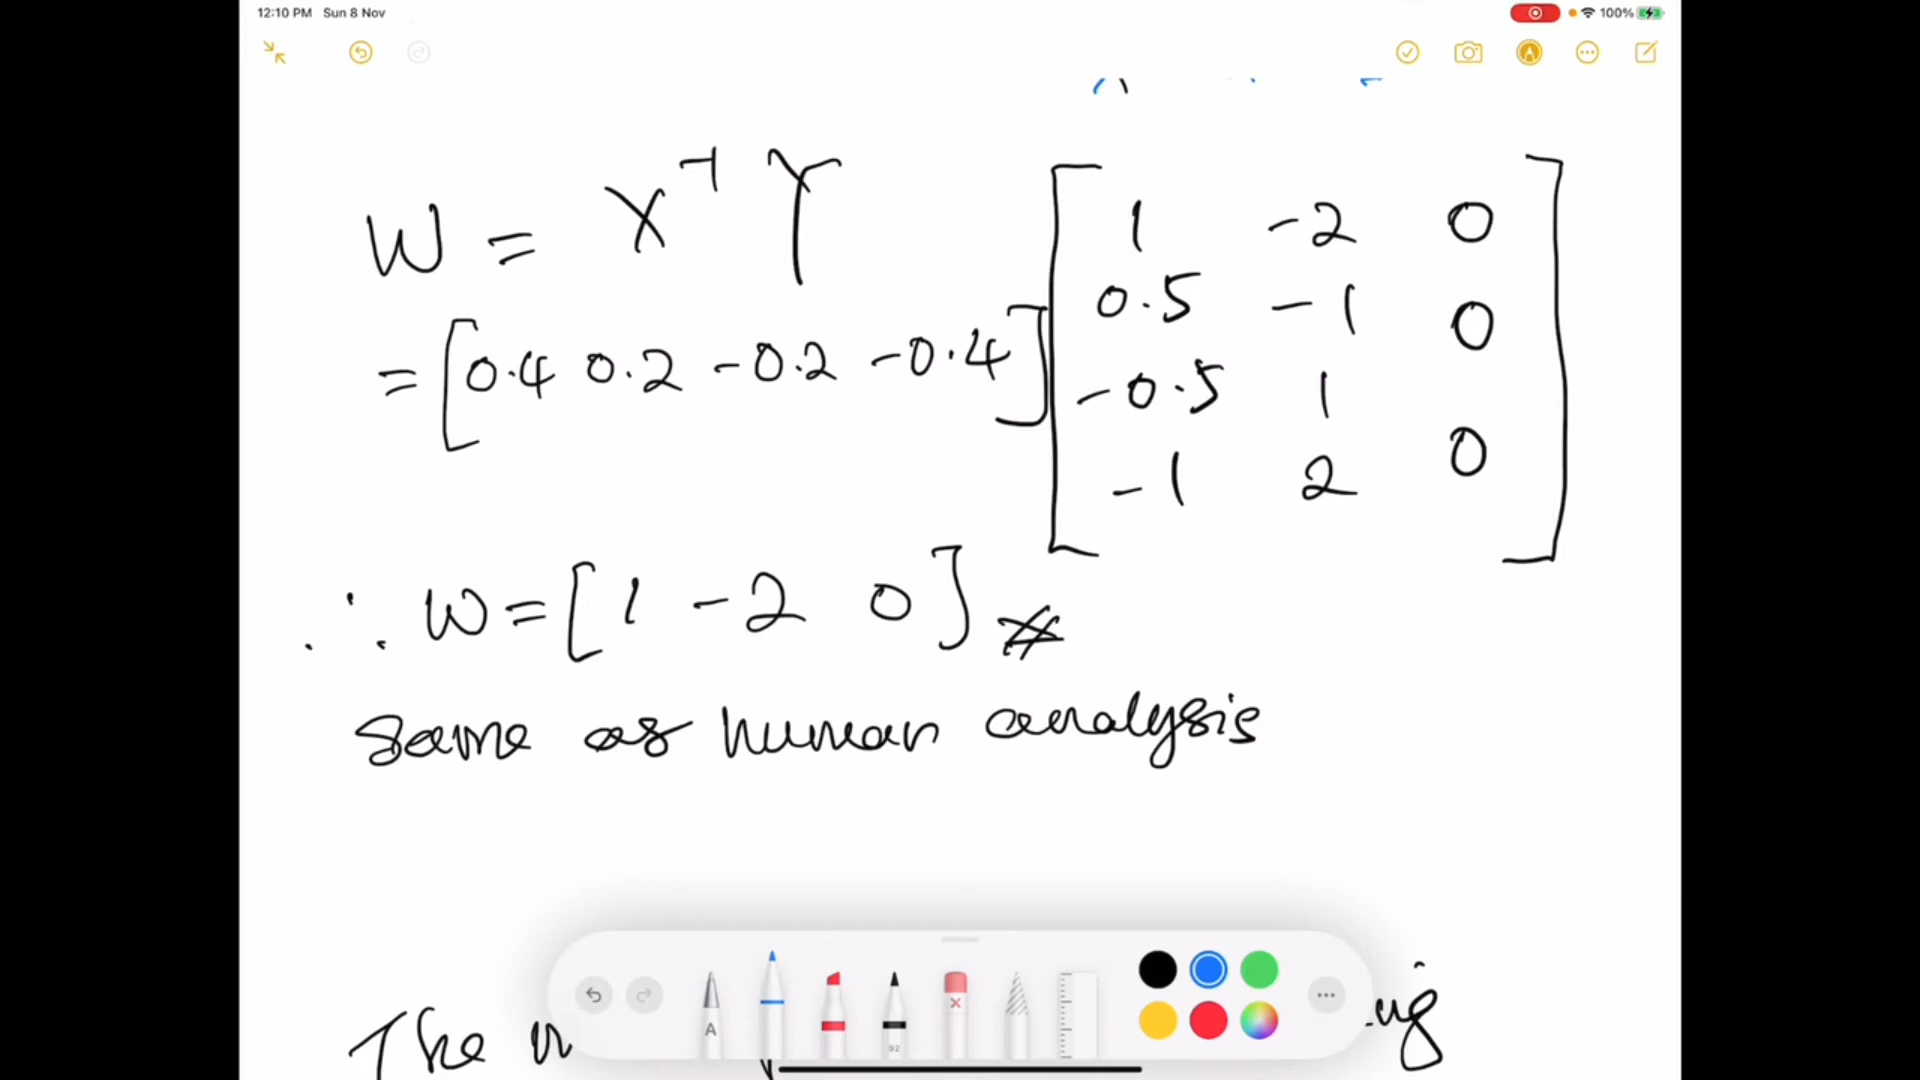 12:10 PM Sun 8 Nov 100%
W = X⁻¹ Y
= [0.4 0.2 -0.2 -0.4] [1 -2 0
0.5 -1 0
-0.5 1
-1 2 0]
∴ W = [1 -2 0]
Same as human analysis
The
A
92